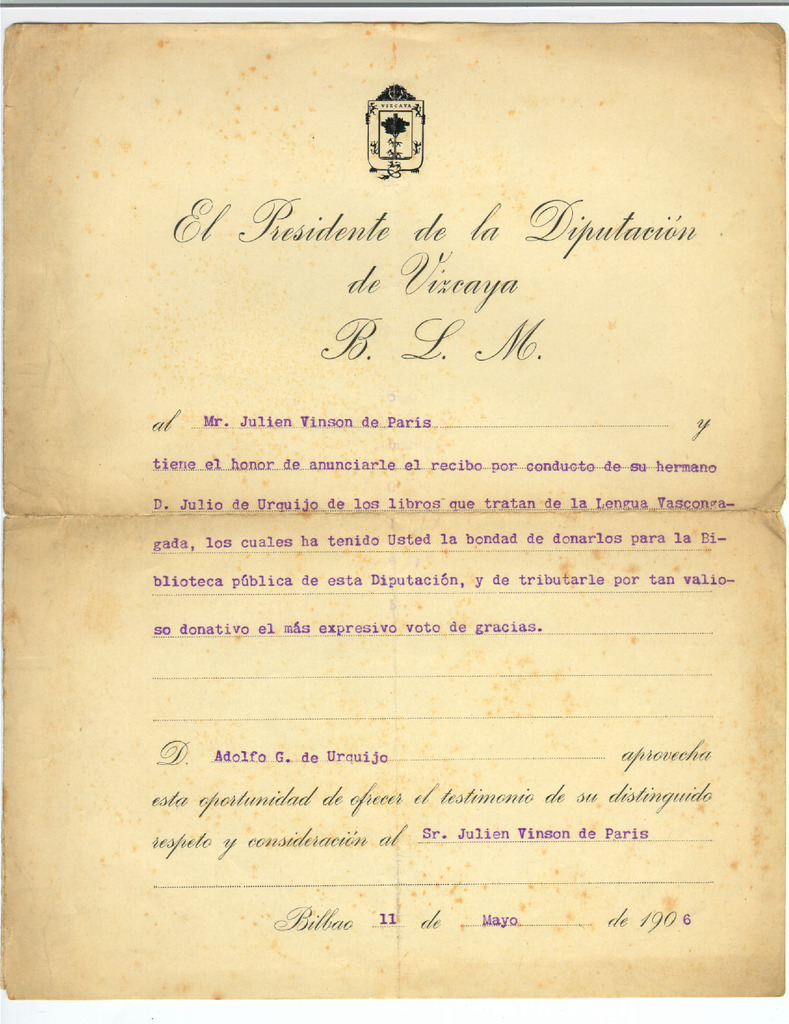 VIZCAYA
El Presidente de la Diputación
de Vizcaya
B. L. M.
al Mr. Julien Vinson de París y
tiene el honor de anunciarle el recibo por conducto de su hermano
D. Julio de Urquijo de los libros que tratan de la Lengua Vasconga-
gada, los cuales ha tenido Usted la bondad de donarlos para la Bi-
blioteca pública de esta Diputación, y de tributarle por tan valio-
so donativo el más expresivo voto de gracias.
D. Adolfo G. de Urquijo aprovecha
esta oportunidad de ofrecer el testimonio de su distinguido
respeto y consideración al Sr. Julien Vinson de Paris
Bilbao 11 de Mayo de 1906